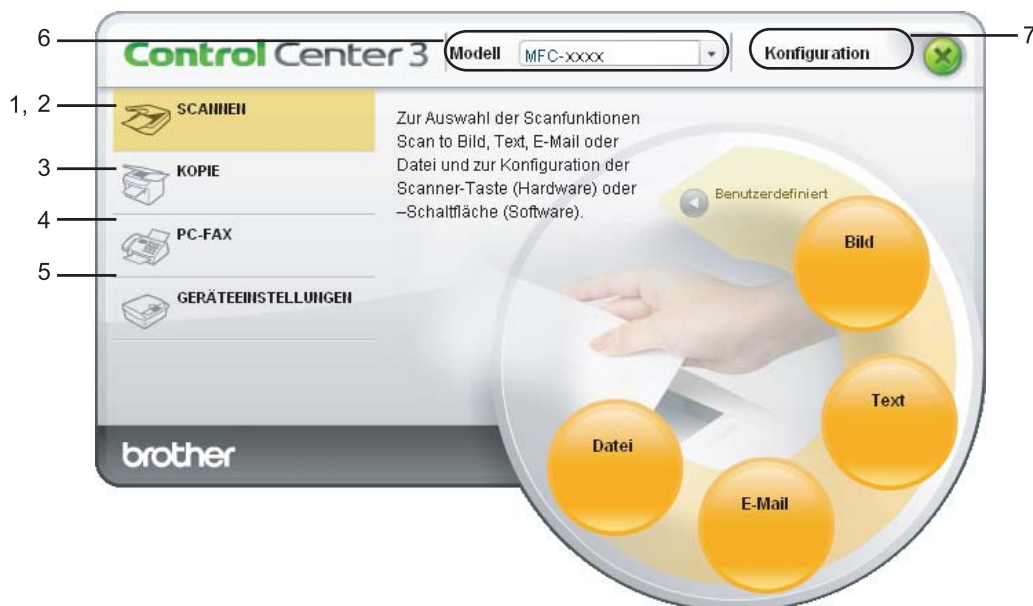 6
Control Center 3
Modell
MFC-xxxx
Konfiguration
7
1, 2
SCANNEN
3
KOPIE
4
PC-FAX
5
GERÄTEEINSTELLUNGEN
Zur Auswahl der Scanfunktionen
Scan to Bild, Text, E-Mail oder
Datei und zur Konfiguration der
Scanner-Taste (Hardware) oder
–Schaltfläche (Software).
Benutzerdefiniert
Bild
Text
E-Mail
Datei
brother